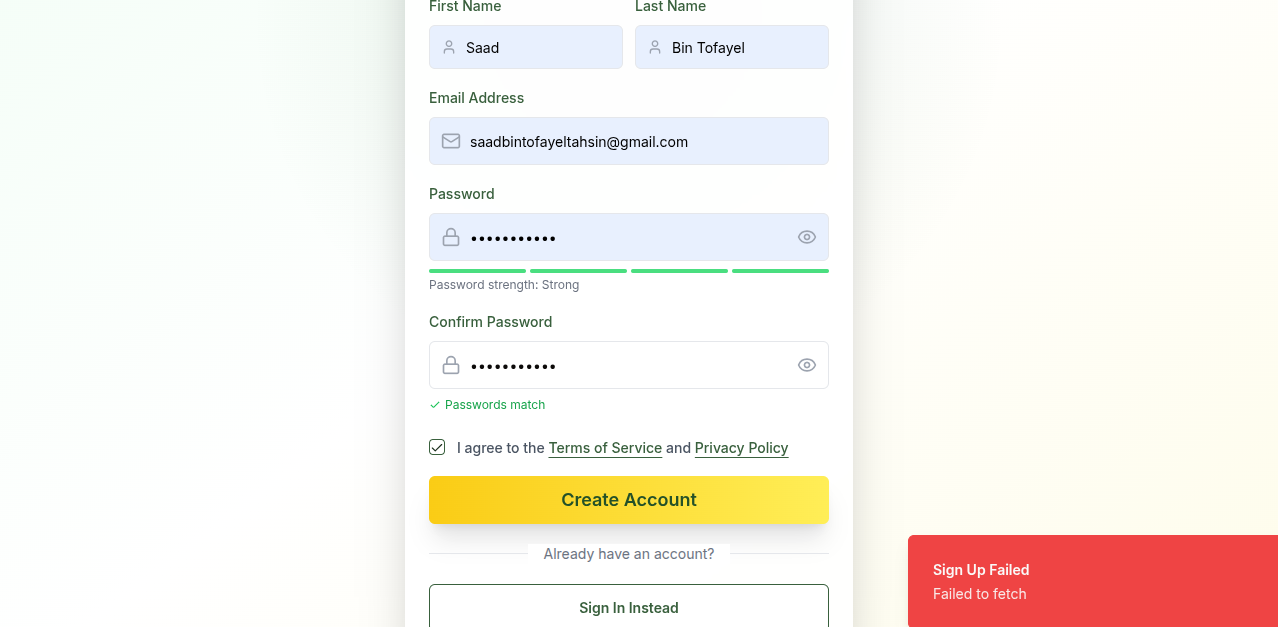 First Name Last Name
Saad Bin Tofayel
Email Address
saadbintofayeltahsin@gmail.com
Password
•••••••••••
Password strength: Strong
Confirm Password
•••••••••••
Passwords match
I agree to the Terms of Service and Privacy Policy
Create Account
Already have an account?
Sign In Instead
Sign Up Failed
Failed to fetch